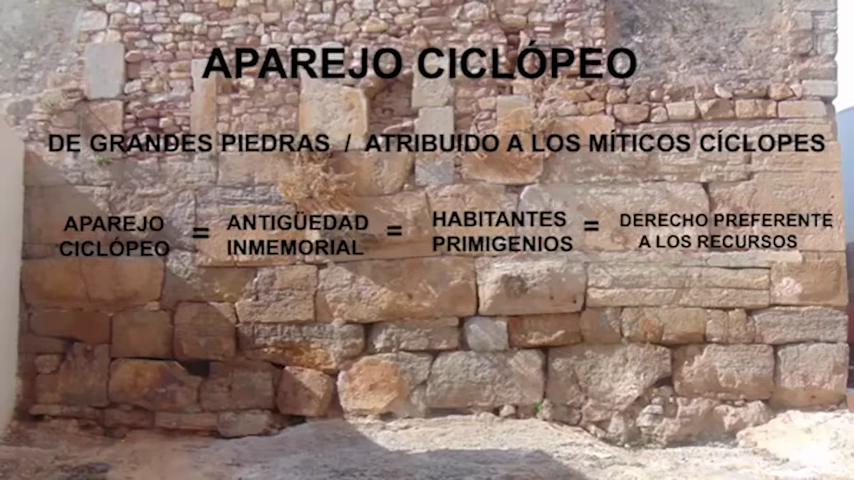 APAREJO CICLÓPEO
DE GRANDES PIEDRAS / ATRIBUIDO A LOS MÍTICOS CÍCLOPES
APAREJO CICLÓPEO = ANTIGÜEDAD INMEMORIAL = HABITANTES PRIMIGENIOS = DERECHO PREFERENTE A LOS RECURSOS